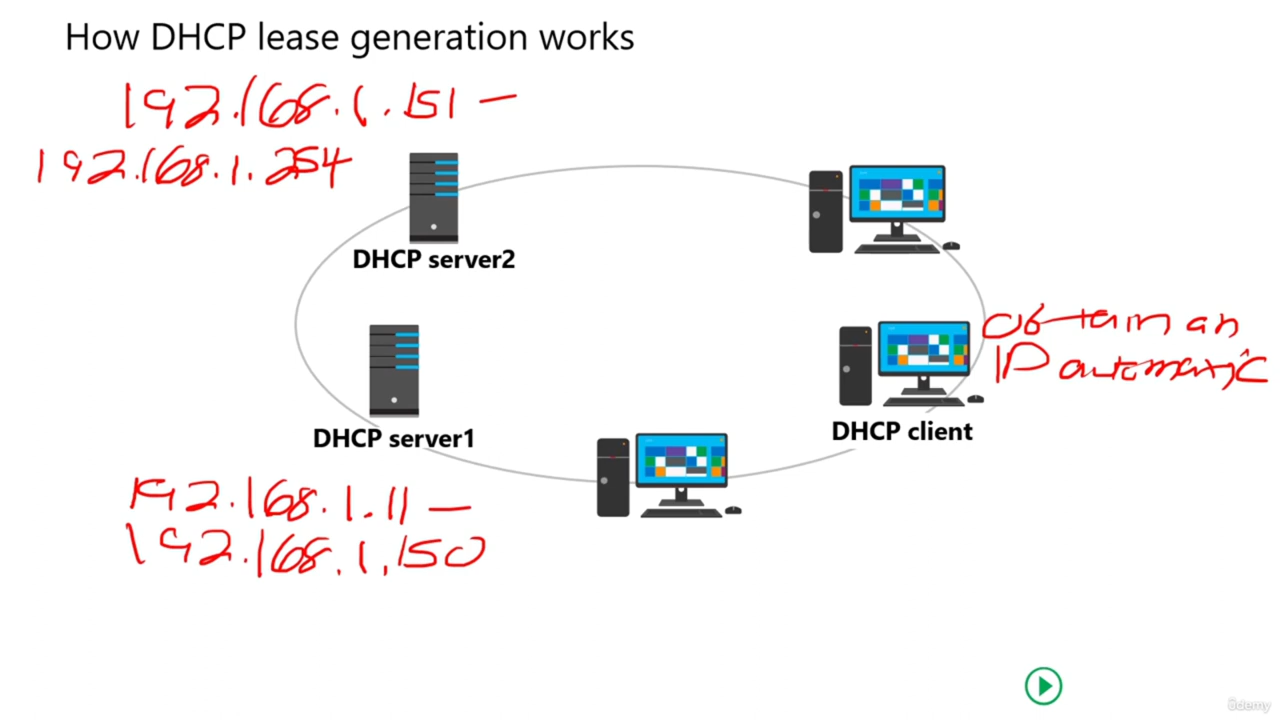 How DHCP lease generation works
192.168.1.151 –
192.168.1.254
DHCP server2
obtain an
IP automatic
DHCP server1
DHCP client
192.168.1.11 –
192.168.1.150
ûdemy